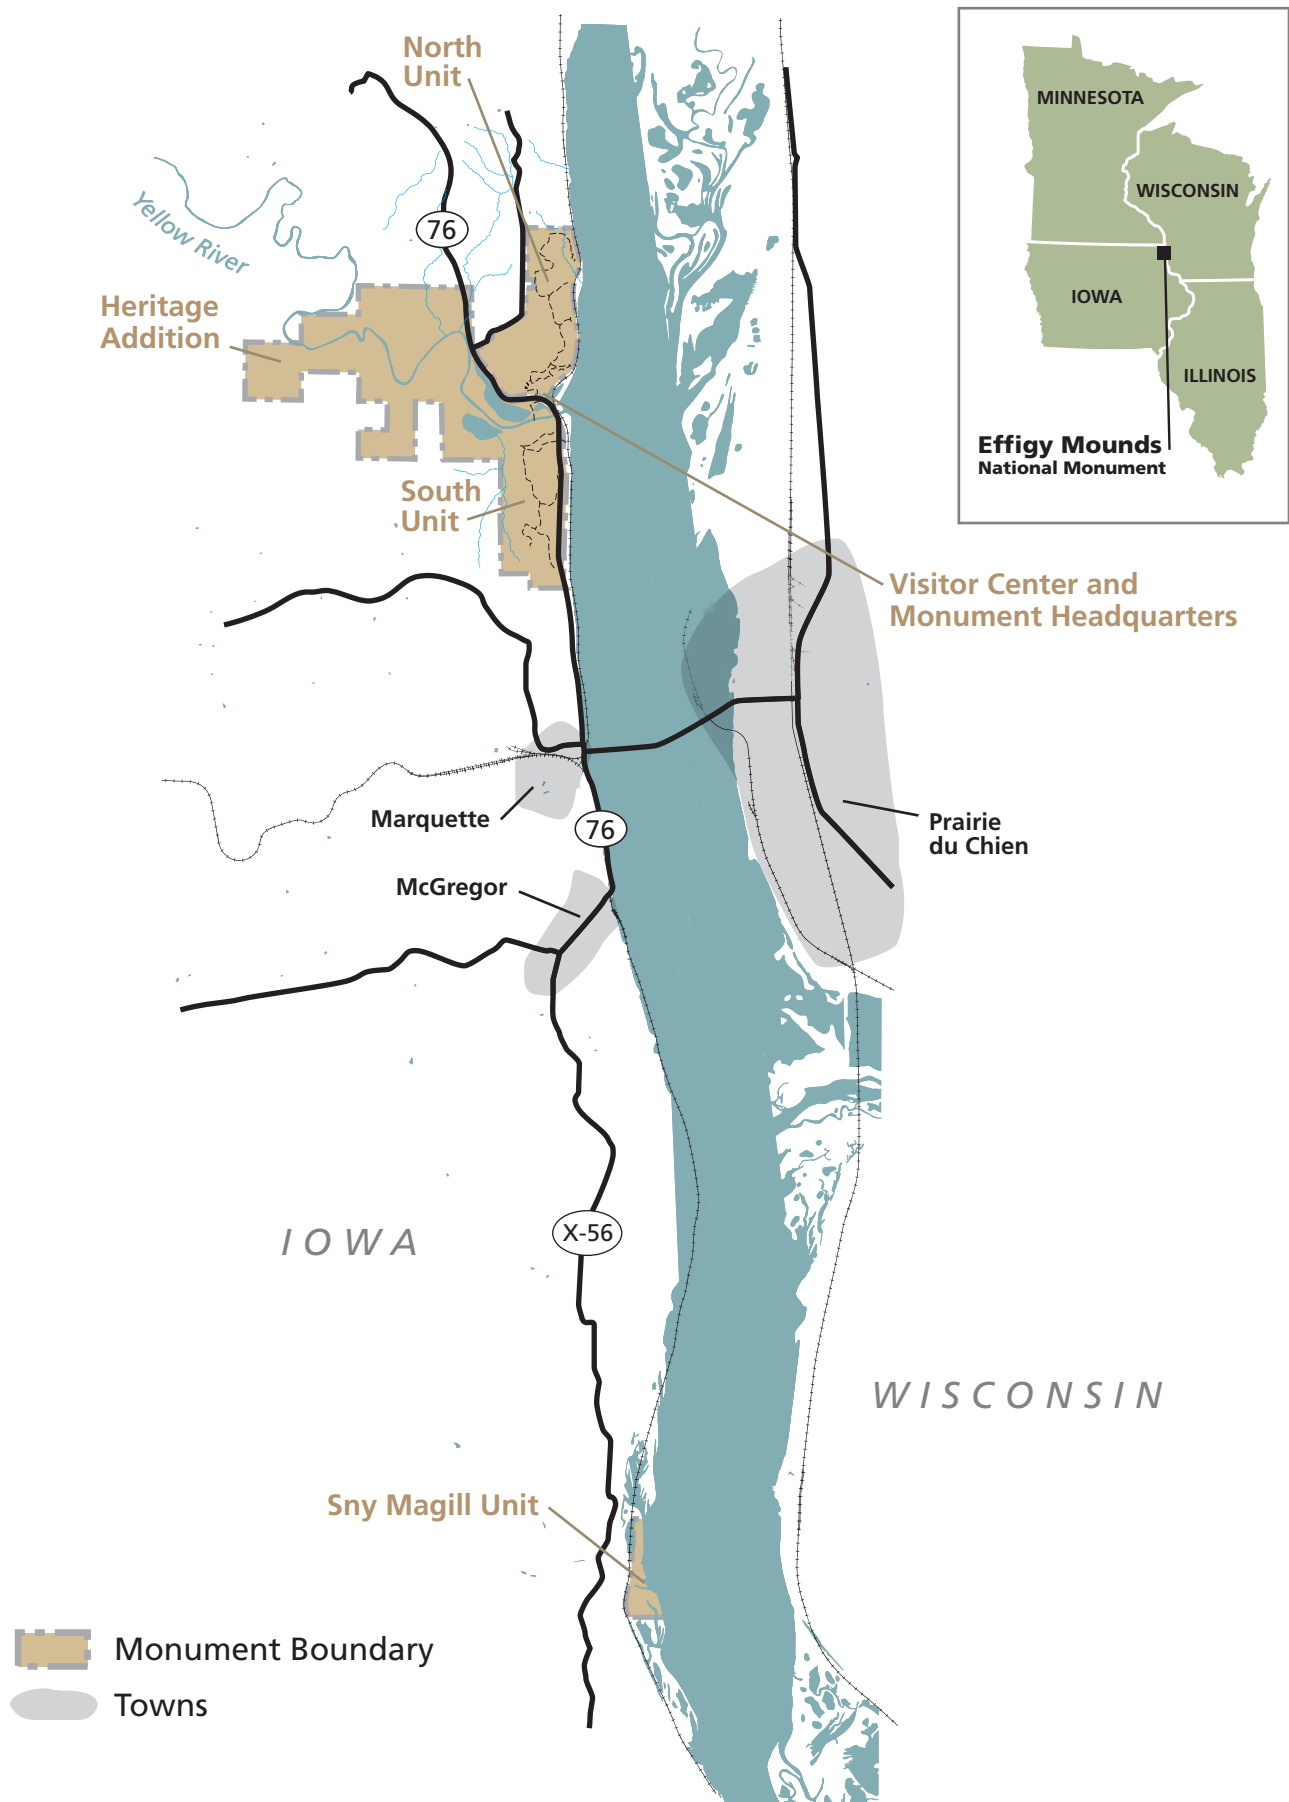 North
Unit
MINNESOTA
WISCONSIN
Yellow River
76
Heritage
Addition
IOWA
ILLINOIS
Effigy Mounds
National Monument
South
Unit
Visitor Center and
Monument Headquarters
Marquette
76
Prairie
du Chien
McGregor
X-56
IOWA
WISCONSIN
Sny Magill Unit
Monument Boundary
Towns